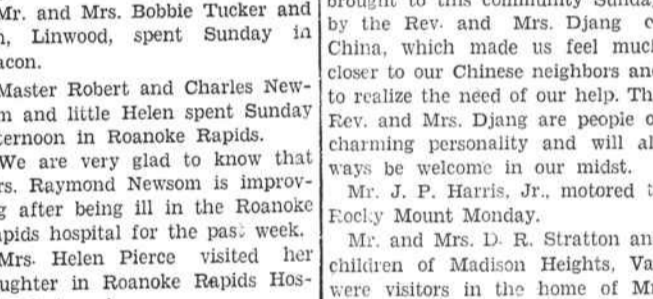 Mr. and Mrs. Bobbie Tucker and
Linwood, spent Sunday in
acon.
Master Robert and Charles New-
m and little Helen spent Sunday
ternoon in Roanoke Rapids.
We are very glad to know that
rs. Raymond Newsom is improv-
g after being ill in the Roanoke
apids hospital for the past week.
Mrs. Helen Pierce visited her
ughter in Roanoke Rapids Hos-
brought to this community Sunday
by the Rev. and Mrs. Djang
China, which made us feel much
closer to our Chinese neighbors and
to realize the need of our help. Th
Rev. and Mrs. Djang are people o
charming personality and will al
ways be welcome in our midst.
Mr. J. P. Harris, Jr., motored t
Rocky Mount Monday.
Mr. and Mrs. D. R. Stratton an
children of Madison Heights, Va
were visitors in the home of M